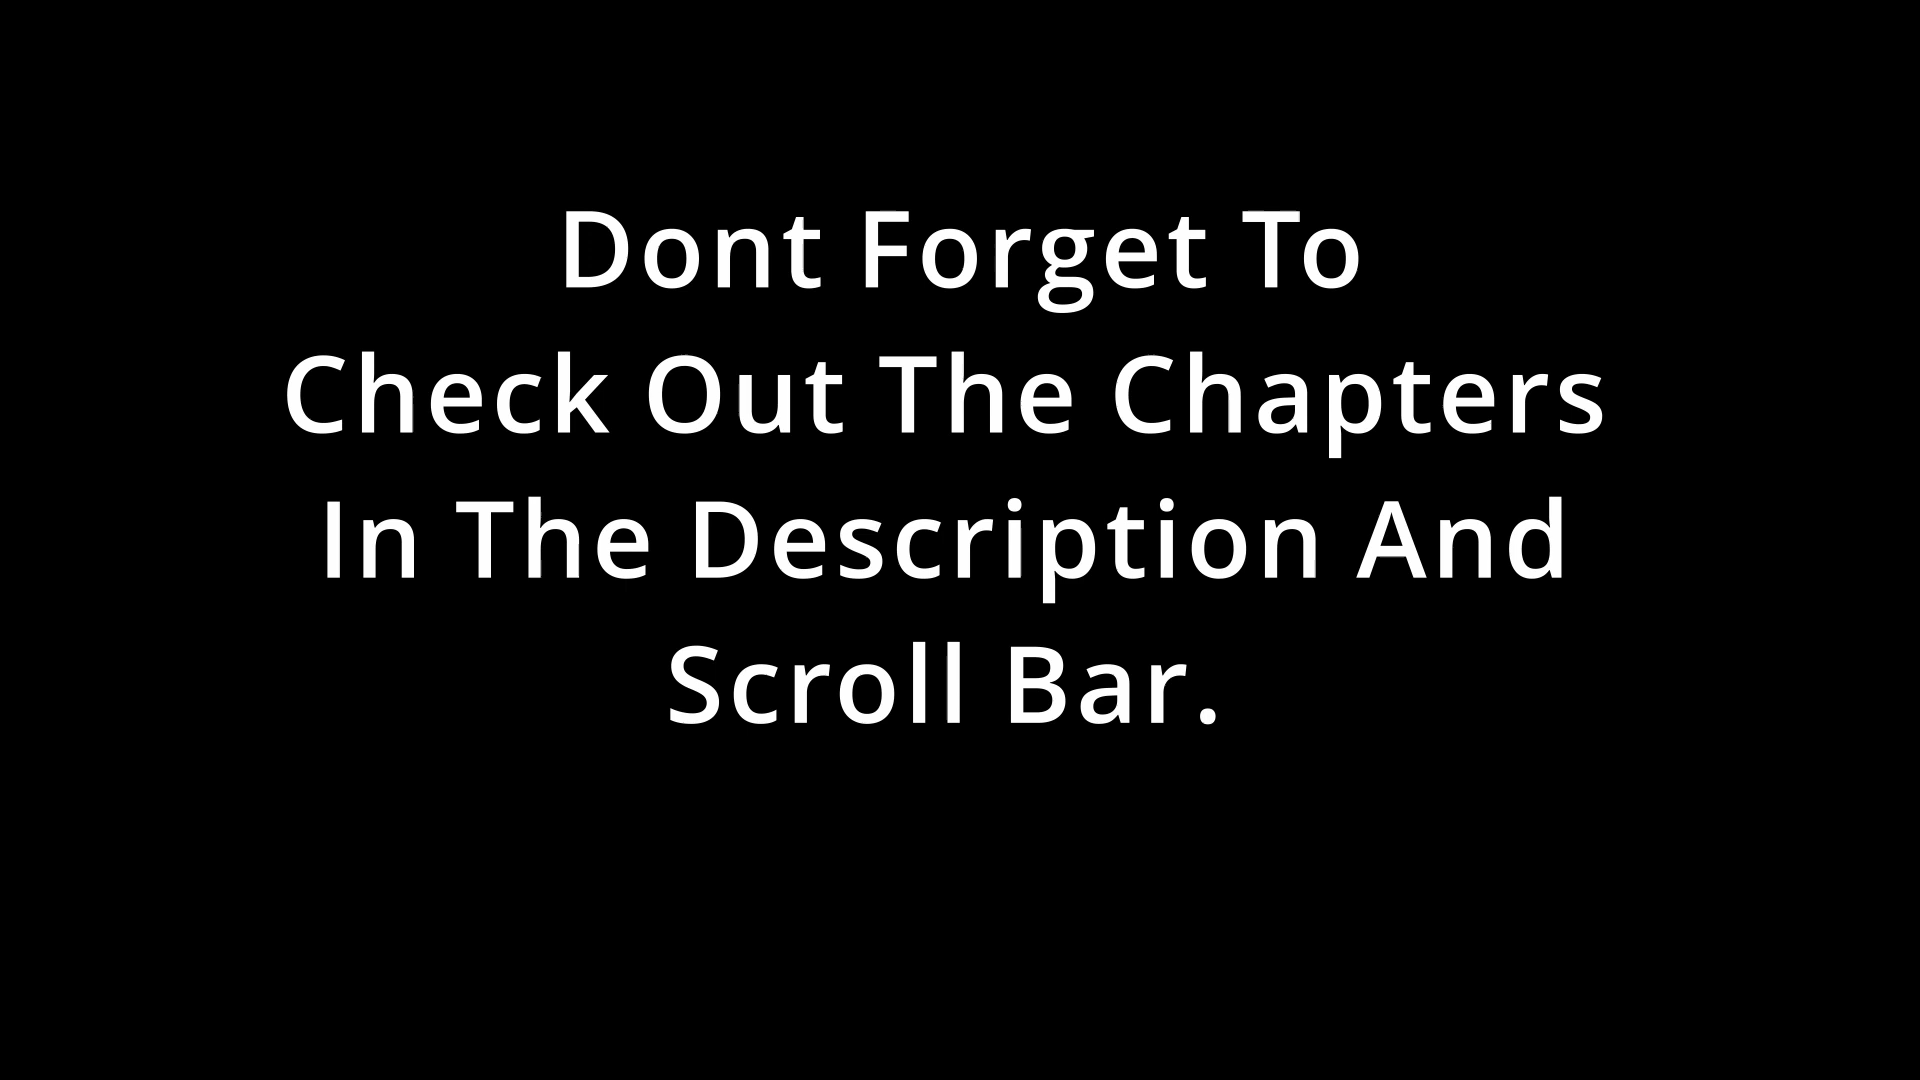 Dont Forget To
Check Out The Chapters
In The Description And
Scroll Bar.